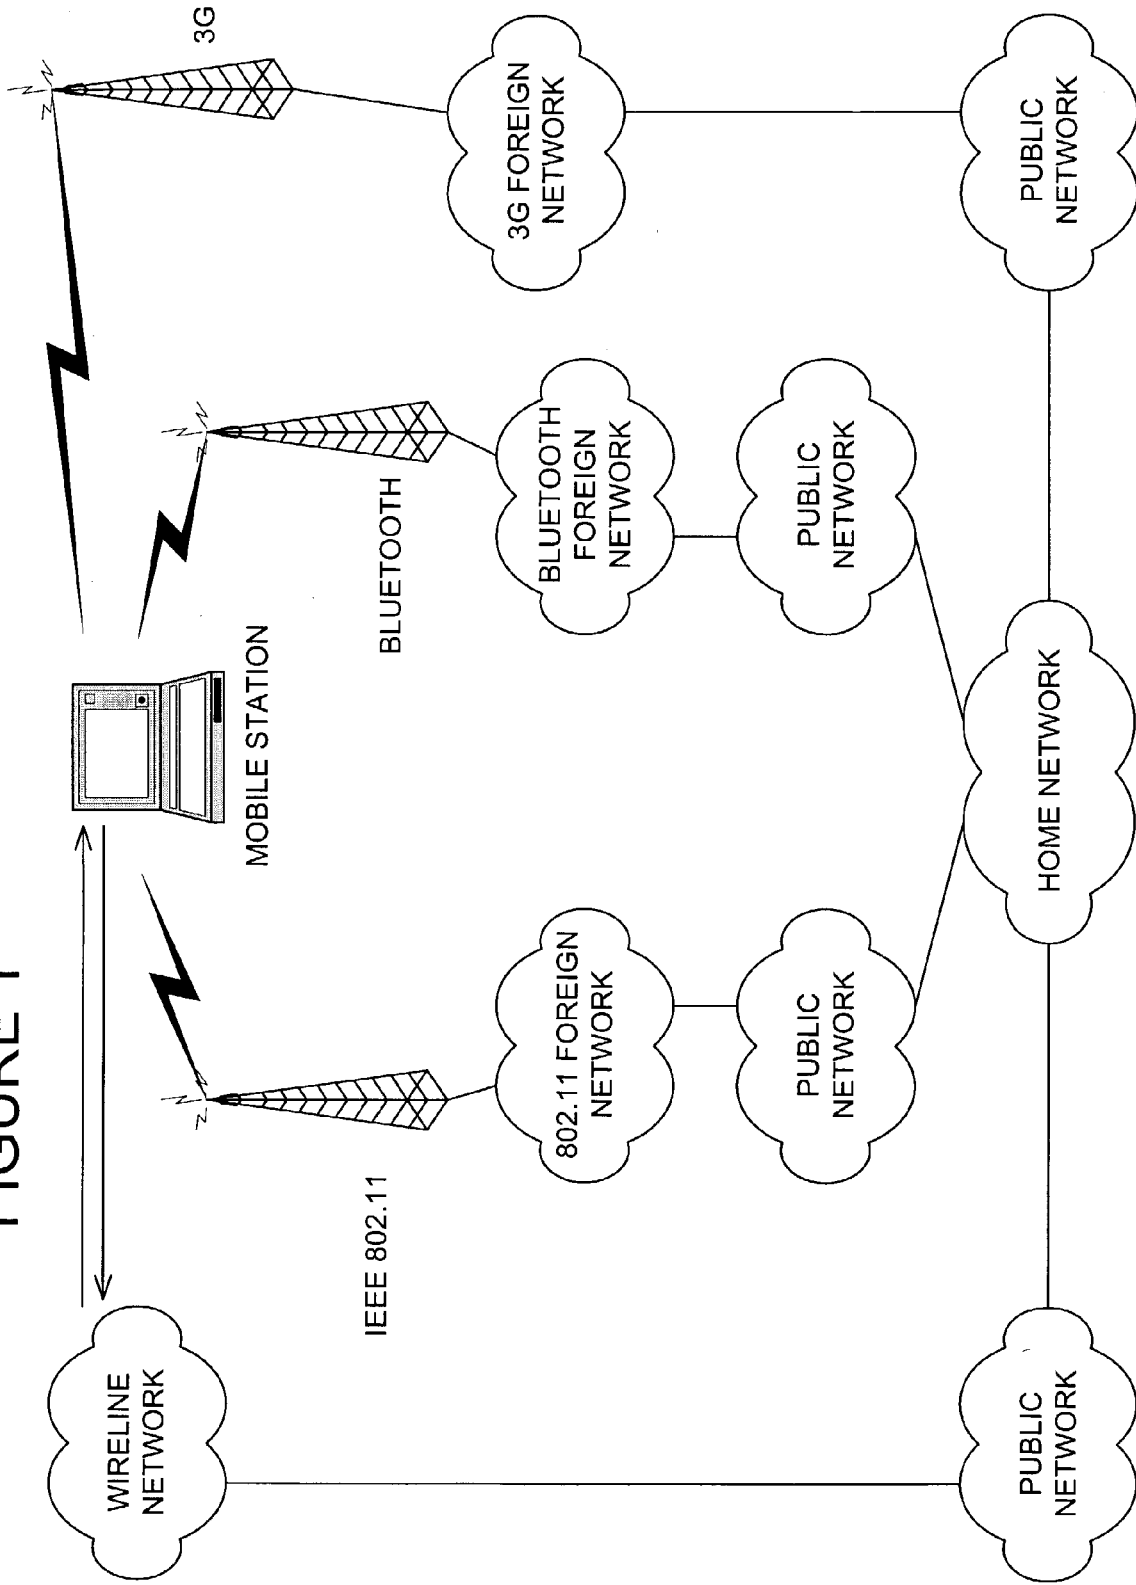 FIGURE 1
WIRELINE
NETWORK
3G
MOBILE STATION
IEEE 802.11
BLUETOOTH
802.11 FOREIGN
NETWORK
BLUETOOTH
FOREIGN
NETWORK
3G FOREIGN
NETWORK
PUBLIC
NETWORK
PUBLIC
NETWORK
PUBLIC
NETWORK
HOME NETWORK
PUBLIC
NETWORK